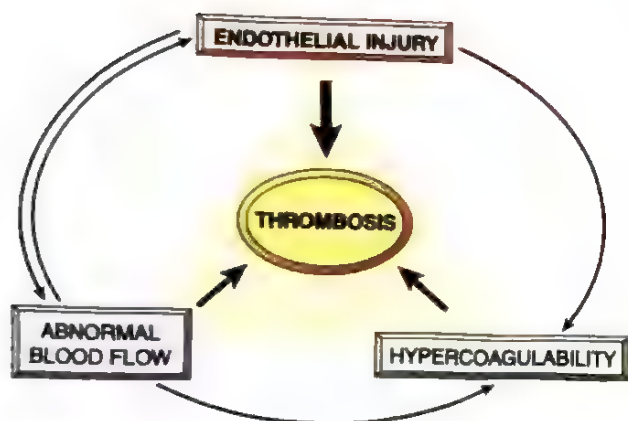 ENDOTHELIAL INJURY
THROMBOSIS
ABNORMAL
BLOOD FLOW
HYPERCOAGULABILITY